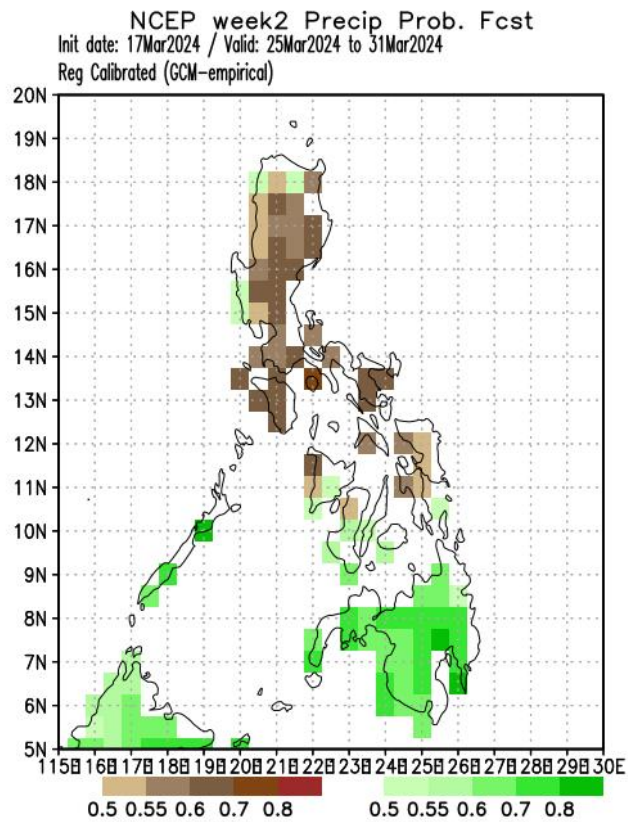 NCEP week2 Precip Prob. Fcst
Init date: 17Mar2024 / Valid: 25Mar2024 to 31Mar2024
Reg Calibrated (GCM-empirical)
20N
19N
18N
17N
16N
15N
14N
13N
12N
11N
10N
9N
8N
7N
6N
5N
115E 116E 117E 118E 119E 120E 121E 122E 123E 124E 125E 126E 127E 128E 129E 130E
0.5 0.55 0.6 0.7 0.8 0.5 0.55 0.6 0.7 0.8